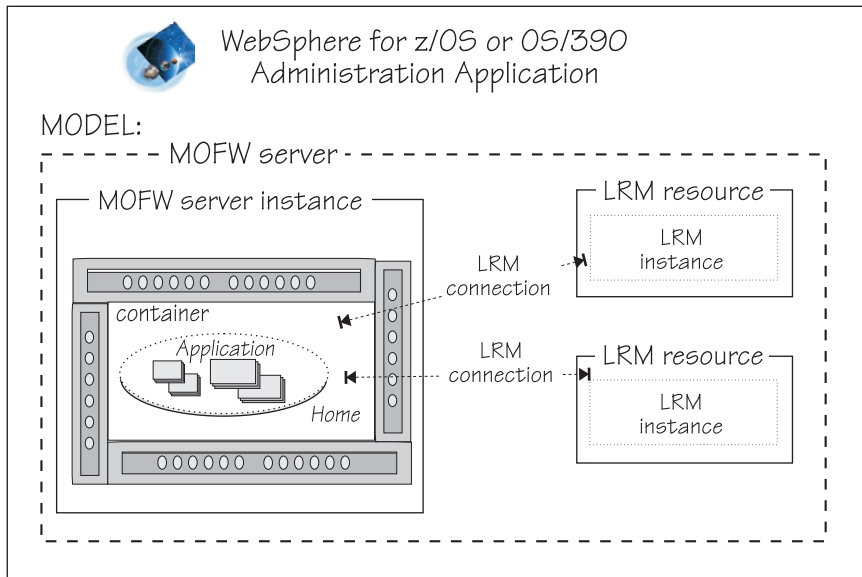 WebSphere for z/OS or OS/390
Administration Application
MODEL:
MOFW server
MOFW server instance
container
Application
Home
LRM
connection
LRM
connection
LRM resource
LRM
instance
LRM resource
LRM
instance